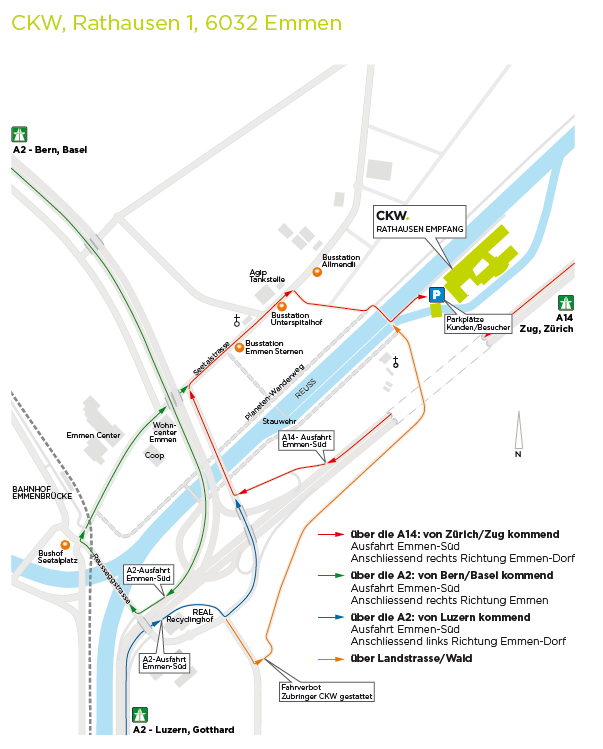 CKW, Rathausen 1, 6032 Emmen
A2 - Bern, Basel
CKW.
RATHAUSEN EMPFANG
Busstation
Allmendli
Agip
Tankstelle
P
Parkplätze
Kunden/Besucher
A14
Zug, Zürich
Busstation
Unterspitalhof
Busstation
Emmen Sternen
Seetalstrasse
Planeten-Wanderweg
REUSS
Stauwehr
Wohn-
center
Emmen
Emmen Center
Coop
A14- Ausfahrt
Emmen-Süd
N
BAHNHOF
EMMENBRÜCKE
Bushof
Seetalplatz
Reusseggstrasse
A2-Ausfahrt
Emmen-Süd
REAL
Recyclinghof
A2-Ausfahrt
Emmen-Süd
Fahrverbot
Zubringer CKW gestattet
A2 - Luzern, Gotthard
über die A14: von Zürich/Zug kommend
Ausfahrt Emmen-Süd
Anschliessend rechts Richtung Emmen-Dorf
über die A2: von Bern/Basel kommend
Ausfahrt Emmen-Süd
Anschliessend rechts Richtung Emmen
über die A2: von Luzern kommend
Ausfahrt Emmen-Süd
Anschliessend links Richtung Emmen-Dorf
über Landstrasse/Wald